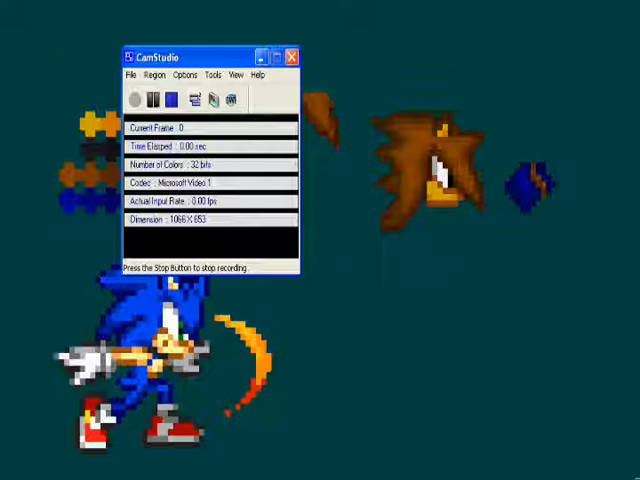 CamStudio
File Region Options Tools View Help
Current Frame : 0
Time Elapsed : 0.00 sec
Number of Colors : 32 bits
Codec : Microsoft Video 1
Actual Input Rate : 0.00 fps
Dimension : 1066 X 653
Press the Stop Button to stop recording.